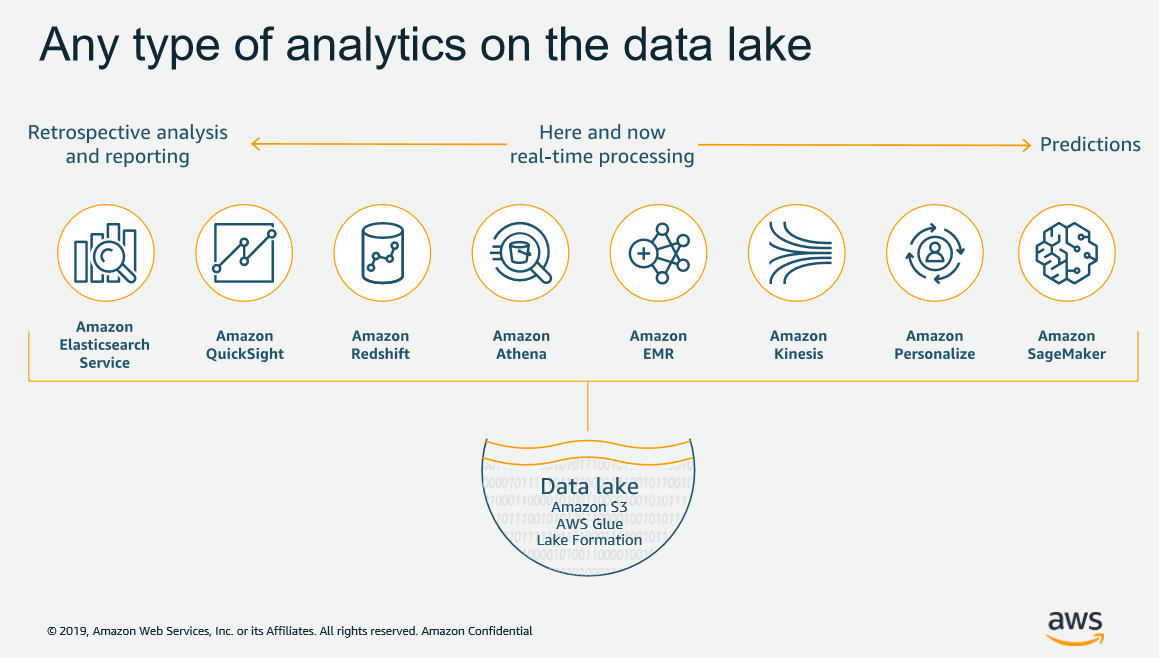 Any type of analytics on the data lake
Retrospective analysis
and reporting
Here and now
real-time processing
Predictions
Amazon
Elasticsearch
Service
Amazon
QuickSight
Amazon
Redshift
Amazon
Athena
Amazon
EMR
Amazon
Kinesis
Amazon
Personalize
Amazon
SageMaker
Data lake
Amazon S3
AWS Glue
Lake Formation
© 2019, Amazon Web Services, Inc. or its Affiliates. All rights reserved. Amazon Confidential
aws